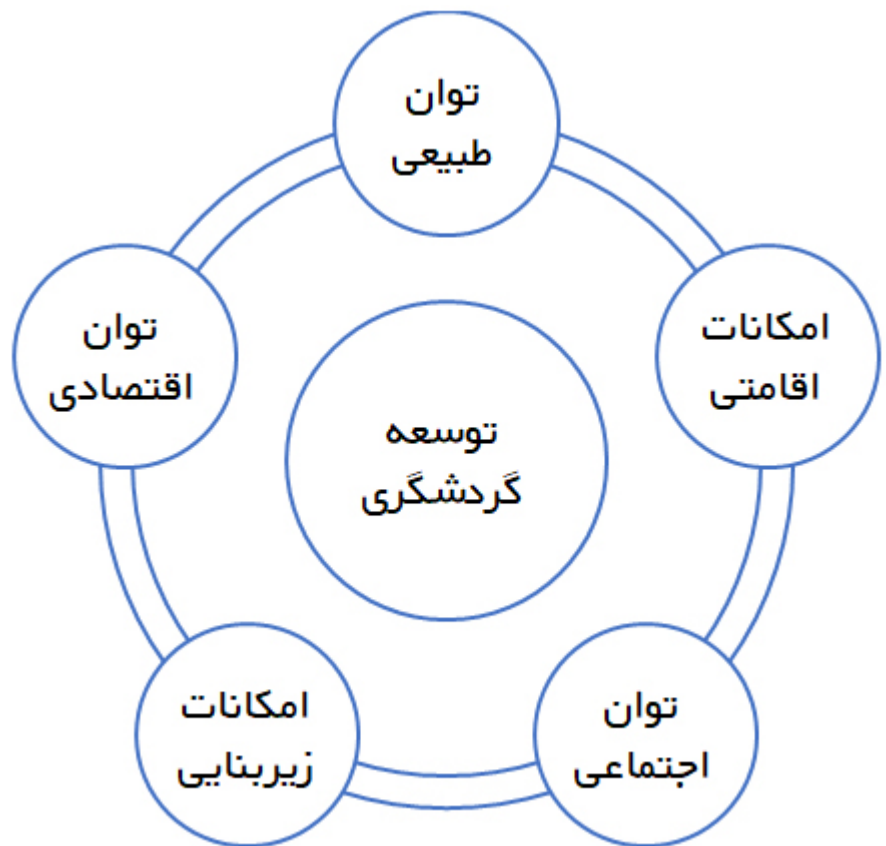 توان
طبیعی
امکانات
اقامتی
توان
اقتصادی
توسعه
گردشگری
توان
اجتماعی
امکانات
زیربنایی